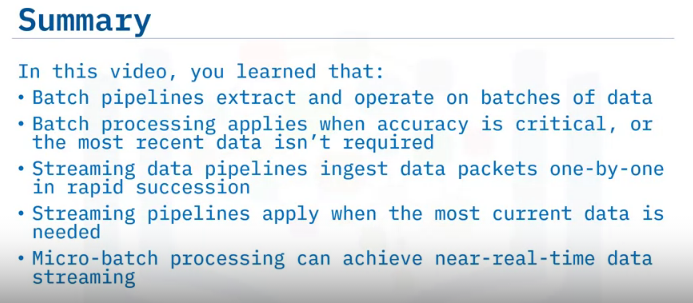 Summary
In this video, you learned that:
• Batch pipelines extract and operate on batches of data
• Batch processing applies when accuracy is critical, or
the most recent data isn’t required
• Streaming data pipelines ingest data packets one-by-one
in rapid succession
• Streaming pipelines apply when the most current data is
needed
• Micro-batch processing can achieve near-real-time data
streaming